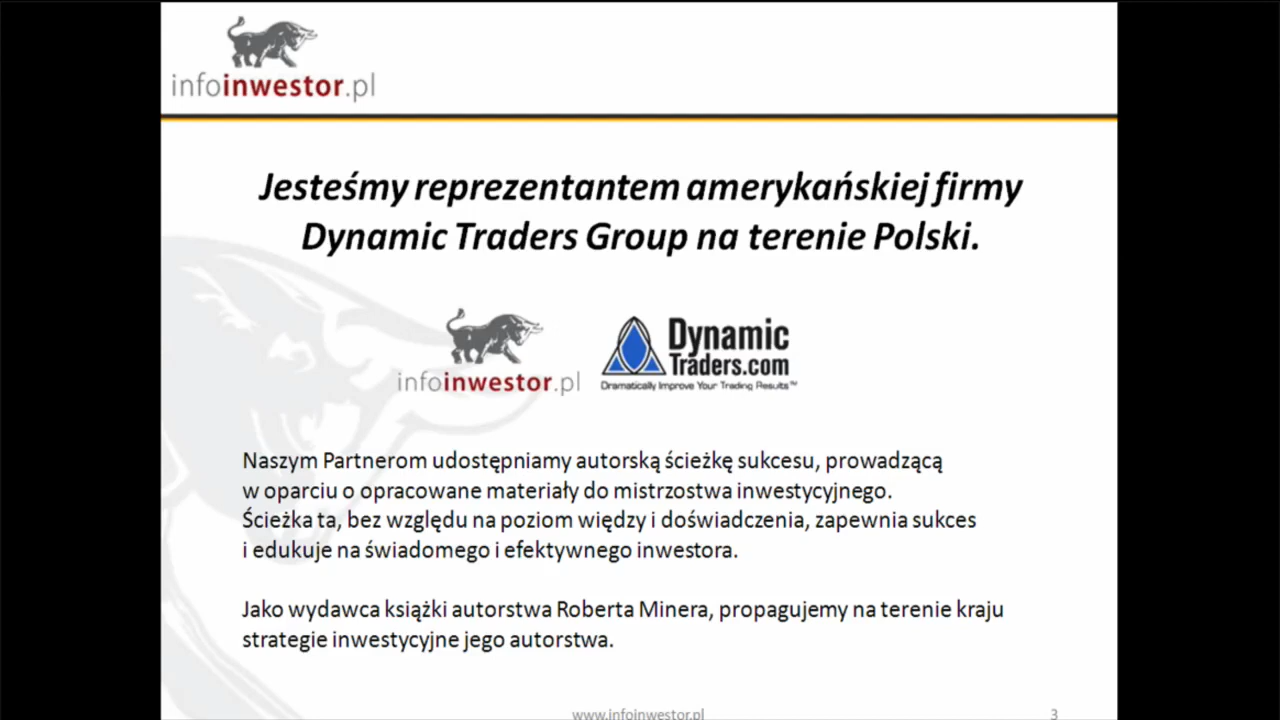 infoinwestor.pl
Jesteśmy reprezentantem amerykańskiej firmy
Dynamic Traders Group na terenie Polski.
infoinwestor.pl
Dynamic
Traders.com
Dramatically Improve Your Trading Results™
Naszym Partnerom udostępniamy autorską ścieżkę sukcesu, prowadzącą
w oparciu o opracowane materiały do mistrzostwa inwestycyjnego.
Ścieżka ta, bez względu na poziom więdzy i doświadczenia, zapewnia sukces
i edukuje na świadomego i efektywnego inwestora.
Jako wydawca książki autorstwa Roberta Minera, propagujemy na terenie kraju
strategie inwestycyjne jego autorstwa.
www.infoinwestor.pl
3